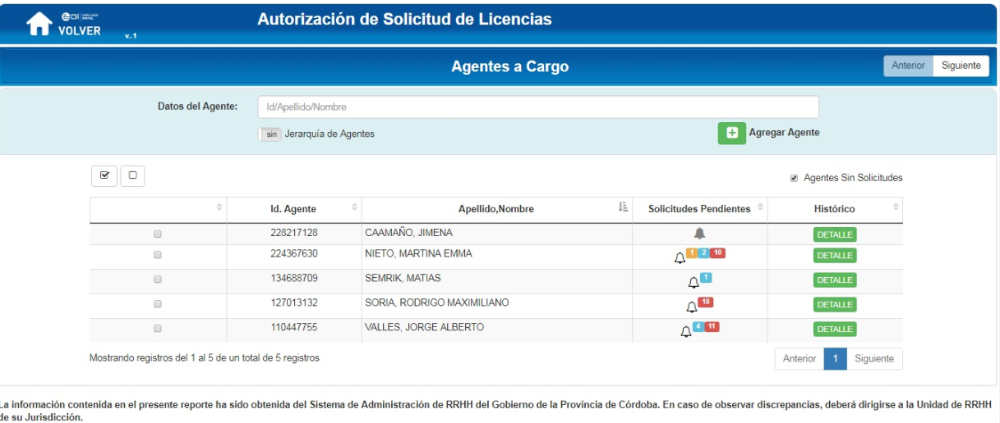 EDI EMPLEADO DIGITAL
VOLVER
v..1
Autorización de Solicitud de Licencias
Agentes a Cargo
Anterior Siguiente
Datos del Agente: Id/Apellido/Nombre
sin Jerarquía de Agentes
Agregar Agente
Agentes Sin Solicitudes
Id. Agente Apellido,Nombre Solicitudes Pendientes Histórico
228217128 CAAMAÑO, JIMENA DETALLE
224367630 NIETO, MARTINA EMMA 1 2 10 DETALLE
134688709 SEMRIK, MATIAS 1 DETALLE
127013132 SORIA, RODRIGO MAXIMILIANO 18 DETALLE
110447755 VALLES, JORGE ALBERTO 4 11 DETALLE
Mostrando registros del 1 al 5 de un total de 5 registros
Anterior 1 Siguiente
La información contenida en el presente reporte ha sido obtenida del Sistema de Administración de RRHH del Gobierno de la Provincia de Córdoba. En caso de observar discrepancias, deberá dirigirse a la Unidad de RRHH
de su Jurisdicción.